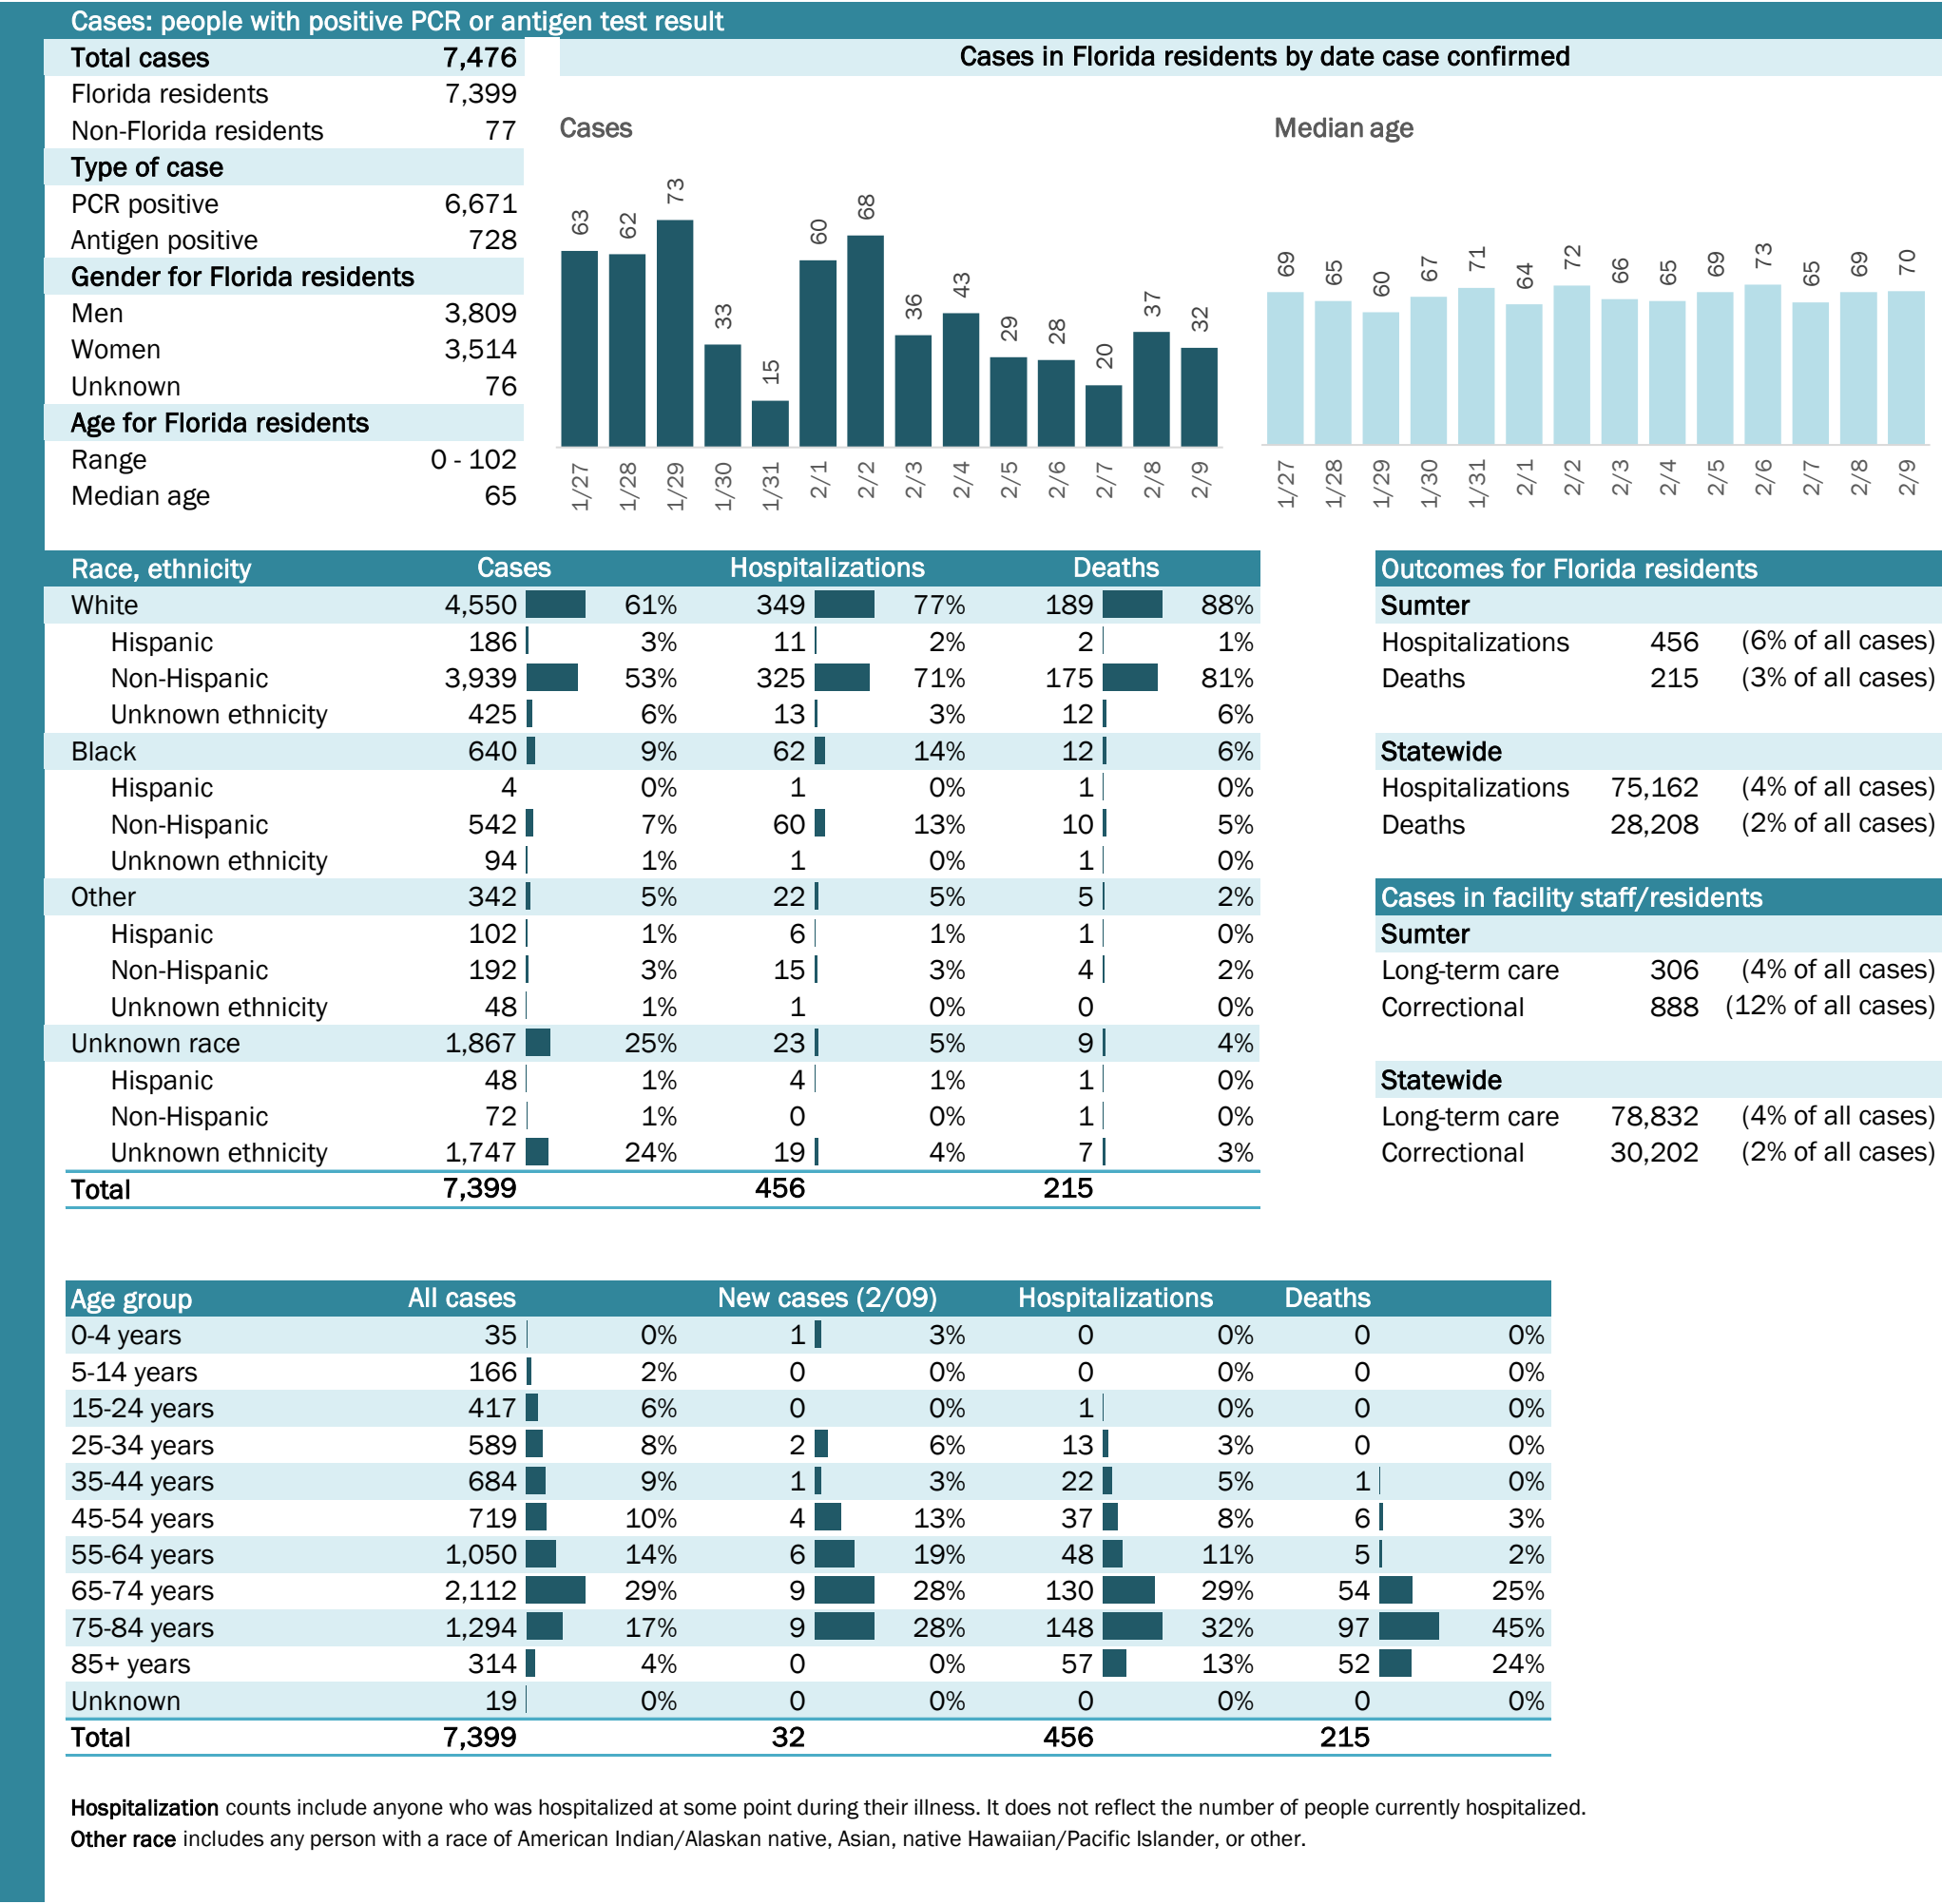 Cases: people with positive PCR or antigen test result
Total cases 7,476
Florida residents 7,399
Non-Florida residents 77
Type of case
PCR positive 6,671
Antigen positive 728
Gender for Florida residents
Men 3,809
Women 3,514
Unknown 76
Age for Florida residents
Range 0 - 102
Median age 65
Cases in Florida residents by date case confirmed
Cases
63 62 73 33 15 60 68 36 43 29 28 20 37 32
1/27 1/28 1/29 1/30 1/31 2/1 2/2 2/3 2/4 2/5 2/6 2/7 2/8 2/9
Median age
69 65 60 67 71 64 72 66 65 69 73 65 69 70
1/27 1/28 1/29 1/30 1/31 2/1 2/2 2/3 2/4 2/5 2/6 2/7 2/8 2/9
Race, ethnicity Cases Hospitalizations Deaths
White 4,550 61% 349 77% 189 88%
Hispanic 186 3% 11 2% 2 1%
Non-Hispanic 3,939 53% 325 71% 175 81%
Unknown ethnicity 425 6% 13 3% 12 6%
Black 640 9% 62 14% 12 6%
Hispanic 4 0% 1 0% 1 0%
Non-Hispanic 542 7% 60 13% 10 5%
Unknown ethnicity 94 1% 1 0% 1 0%
Other 342 5% 22 5% 5 2%
Hispanic 102 1% 6 1% 1 0%
Non-Hispanic 192 3% 15 3% 4 2%
Unknown ethnicity 48 1% 1 0% 0 0%
Unknown race 1,867 25% 23 5% 9 4%
Hispanic 48 1% 4 1% 1 0%
Non-Hispanic 72 1% 0 0% 1 0%
Unknown ethnicity 1,747 24% 19 4% 7 3%
Total 7,399 456 215
Outcomes for Florida residents
Sumter
Hospitalizations 456 (6% of all cases)
Deaths 215 (3% of all cases)
Statewide
Hospitalizations 75,162 (4% of all cases)
Deaths 28,208 (2% of all cases)
Cases in facility staff/residents
Sumter
Long-term care 306 (4% of all cases)
Correctional 888 (12% of all cases)
Statewide
Long-term care 78,832 (4% of all cases)
Correctional 30,202 (2% of all cases)
Age group All cases New cases (2/09) Hospitalizations Deaths
0-4 years 35 0% 1 3% 0 0% 0 0%
5-14 years 166 2% 0 0% 0 0% 0 0%
15-24 years 417 6% 0 0% 1 0% 0 0%
25-34 years 589 8% 2 6% 13 3% 0 0%
35-44 years 684 9% 1 3% 22 5% 1 0%
45-54 years 719 10% 4 13% 37 8% 6 3%
55-64 years 1,050 14% 6 19% 48 11% 5 2%
65-74 years 2,112 29% 9 28% 130 29% 54 25%
75-84 years 1,294 17% 9 28% 148 32% 97 45%
85+ years 314 4% 0 0% 57 13% 52 24%
Unknown 19 0% 0 0% 0 0% 0 0%
Total 7,399 32 456 215
Hospitalization counts include anyone who was hospitalized at some point during their illness. It does not reflect the number of people currently hospitalized.
Other race includes any person with a race of American Indian/Alaskan native, Asian, native Hawaiian/Pacific Islander, or other.